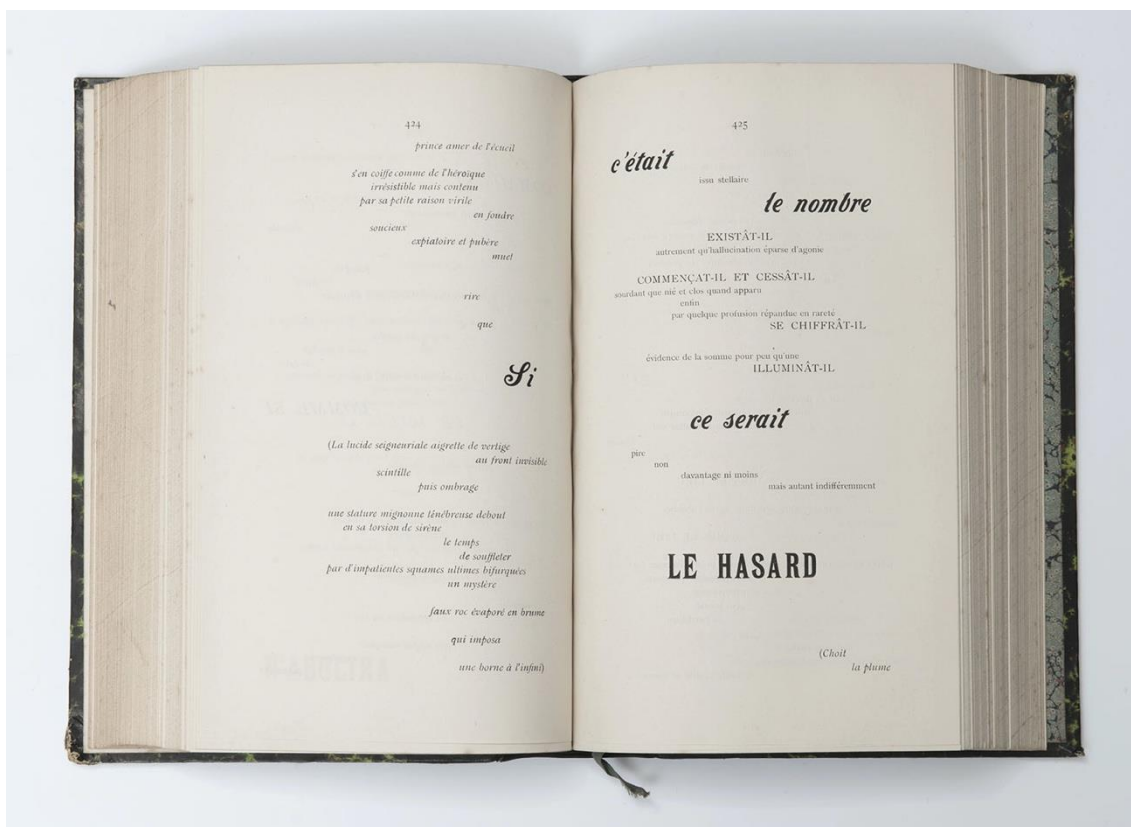 424
prince amer de l'écueil
s'en coiffe comme de l'héroïque
irrésistible mais contenu
par sa petite raison virile
en foudre
soucieux
expiatoire et pubère
muet
rire
que
Si
(La lucide seigneuriale aigrette de vertige
au front invisible
scintille
puis ombrage
une stature mignonne ténébreuse debout
en sa torsion de sirène
le temps
de souffleter
par d'impatientes squames ultimes bifurquées
un mystère
faux roc évaporé en brume
qui imposa
une borne à l'infini)
425
c'était
issu stellaire
le nombre
EXISTÂT-IL
autrement qu'hallucination éparse d'agonie
COMMENÇAT-IL ET CESSÂT-IL
sourdant que nié et clos quand apparu
enfin
par quelque profusion répandue en rareté
SE CHIFFRÂT-IL
évidence de la somme pour peu qu'une
ILLUMINÂT-IL
ce serait
pire
non
davantage ni moins
mais autant indifféremment
LE HASARD
(Choit
la plume